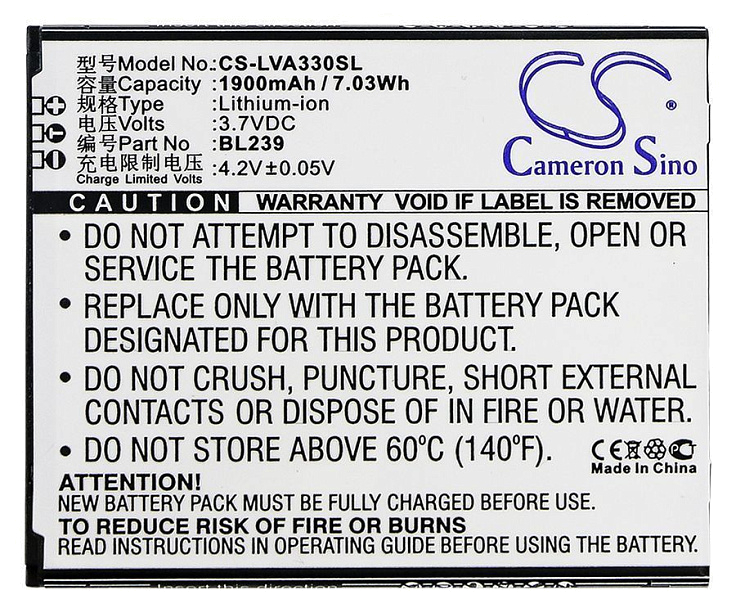 型号Model No.:CS-LVA330SL
容量Capacity :1900mAh / 7.03Wh
规格Type :Lithium-ion
电压Volts :3.7VDC
编号Part No. :BL239
充电限制电压:4.2V±0.05V
Charge Limited Volts
CS ®
Cameron Sino
CAUTION WARRANTY VOID IF LABEL IS REMOVED
• DO NOT ATTEMPT TO DISASSEMBLE, OPEN OR
SERVICE THE BATTERY PACK.
• REPLACE ONLY WITH THE BATTERY PACK
DESIGNATED FOR THIS PRODUCT.
• DO NOT CRUSH, PUNCTURE, SHORT EXTERNAL
CONTACTS OR DISPOSE OF IN FIRE OR WATER.
• DO NOT STORE ABOVE 60°C (140°F).
CE
Made In China
ATTENTION!
NEW BATTERY PACK MUST BE FULLY CHARGED BEFORE USE.
TO REDUCE RISK OF FIRE OR BURNS
READ INSTRUCTIONS IN OPERATING GUIDE BEFORE USING THE BATTERY.